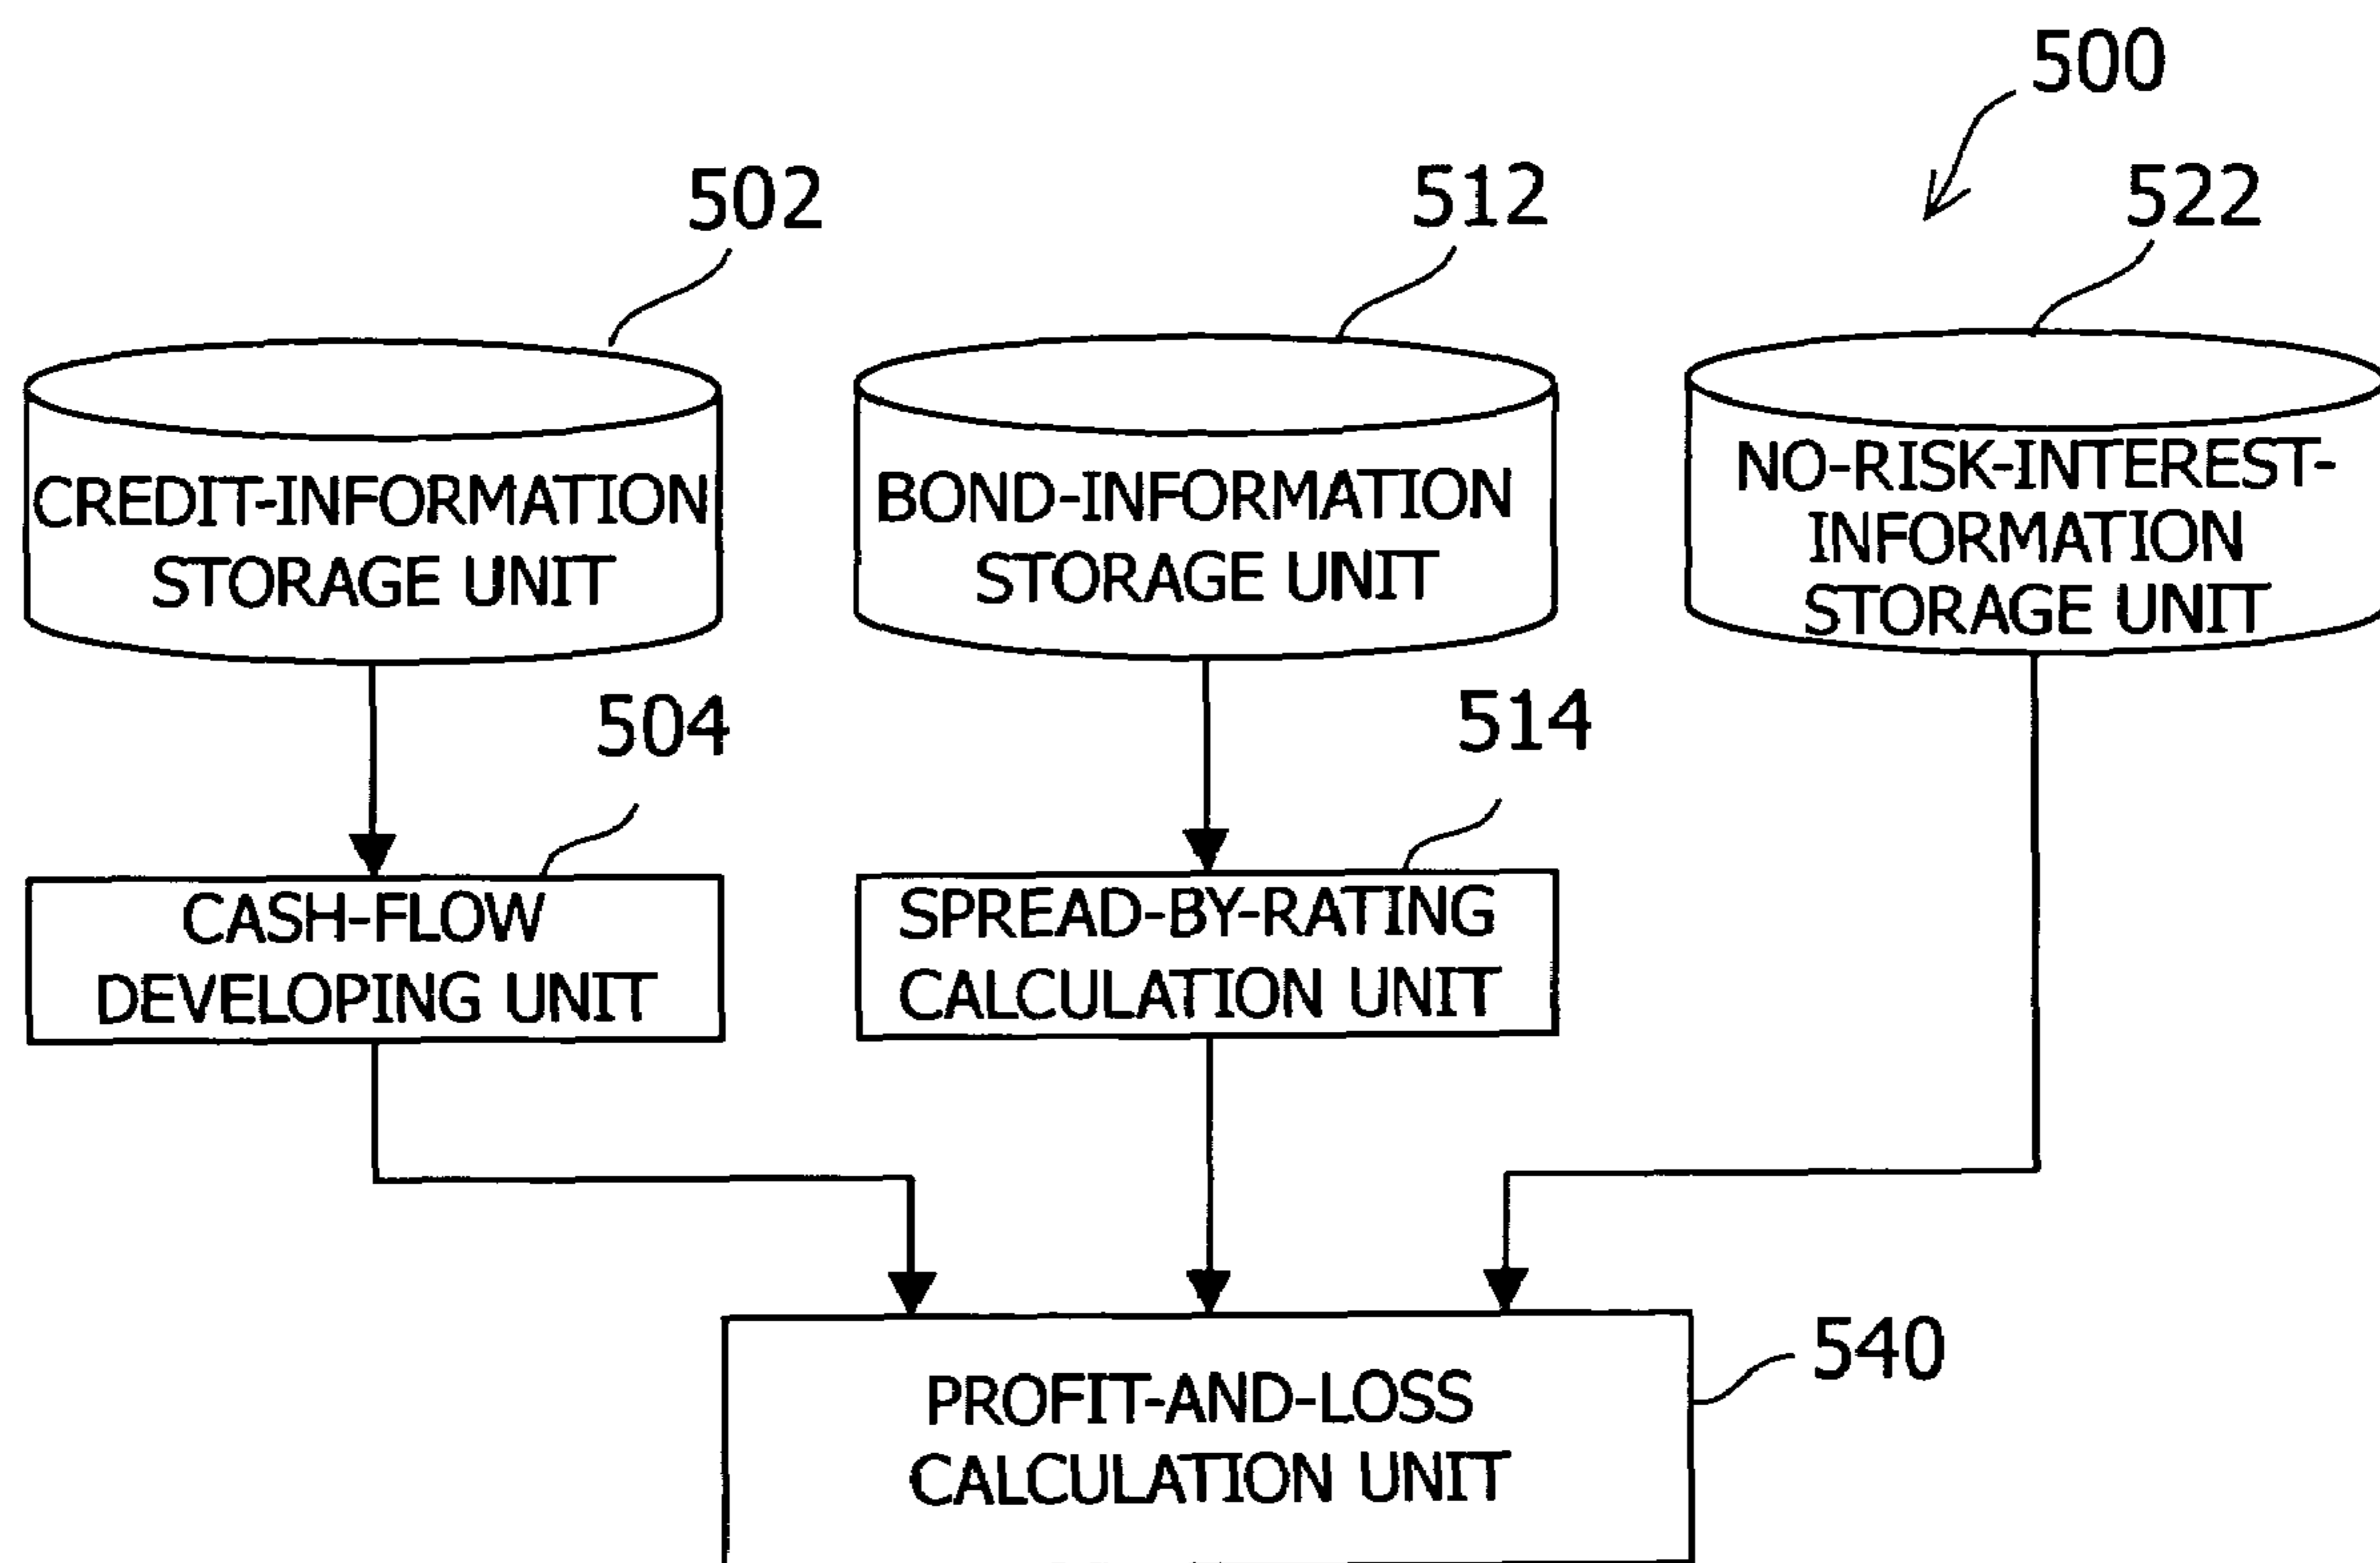 500
502
512
522
CREDIT-INFORMATION
STORAGE UNIT
BOND-INFORMATION
STORAGE UNIT
NO-RISK-INTEREST-
INFORMATION
STORAGE UNIT
504
514
CASH-FLOW
DEVELOPING UNIT
SPREAD-BY-RATING
CALCULATION UNIT
540
PROFIT-AND-LOSS
CALCULATION UNIT